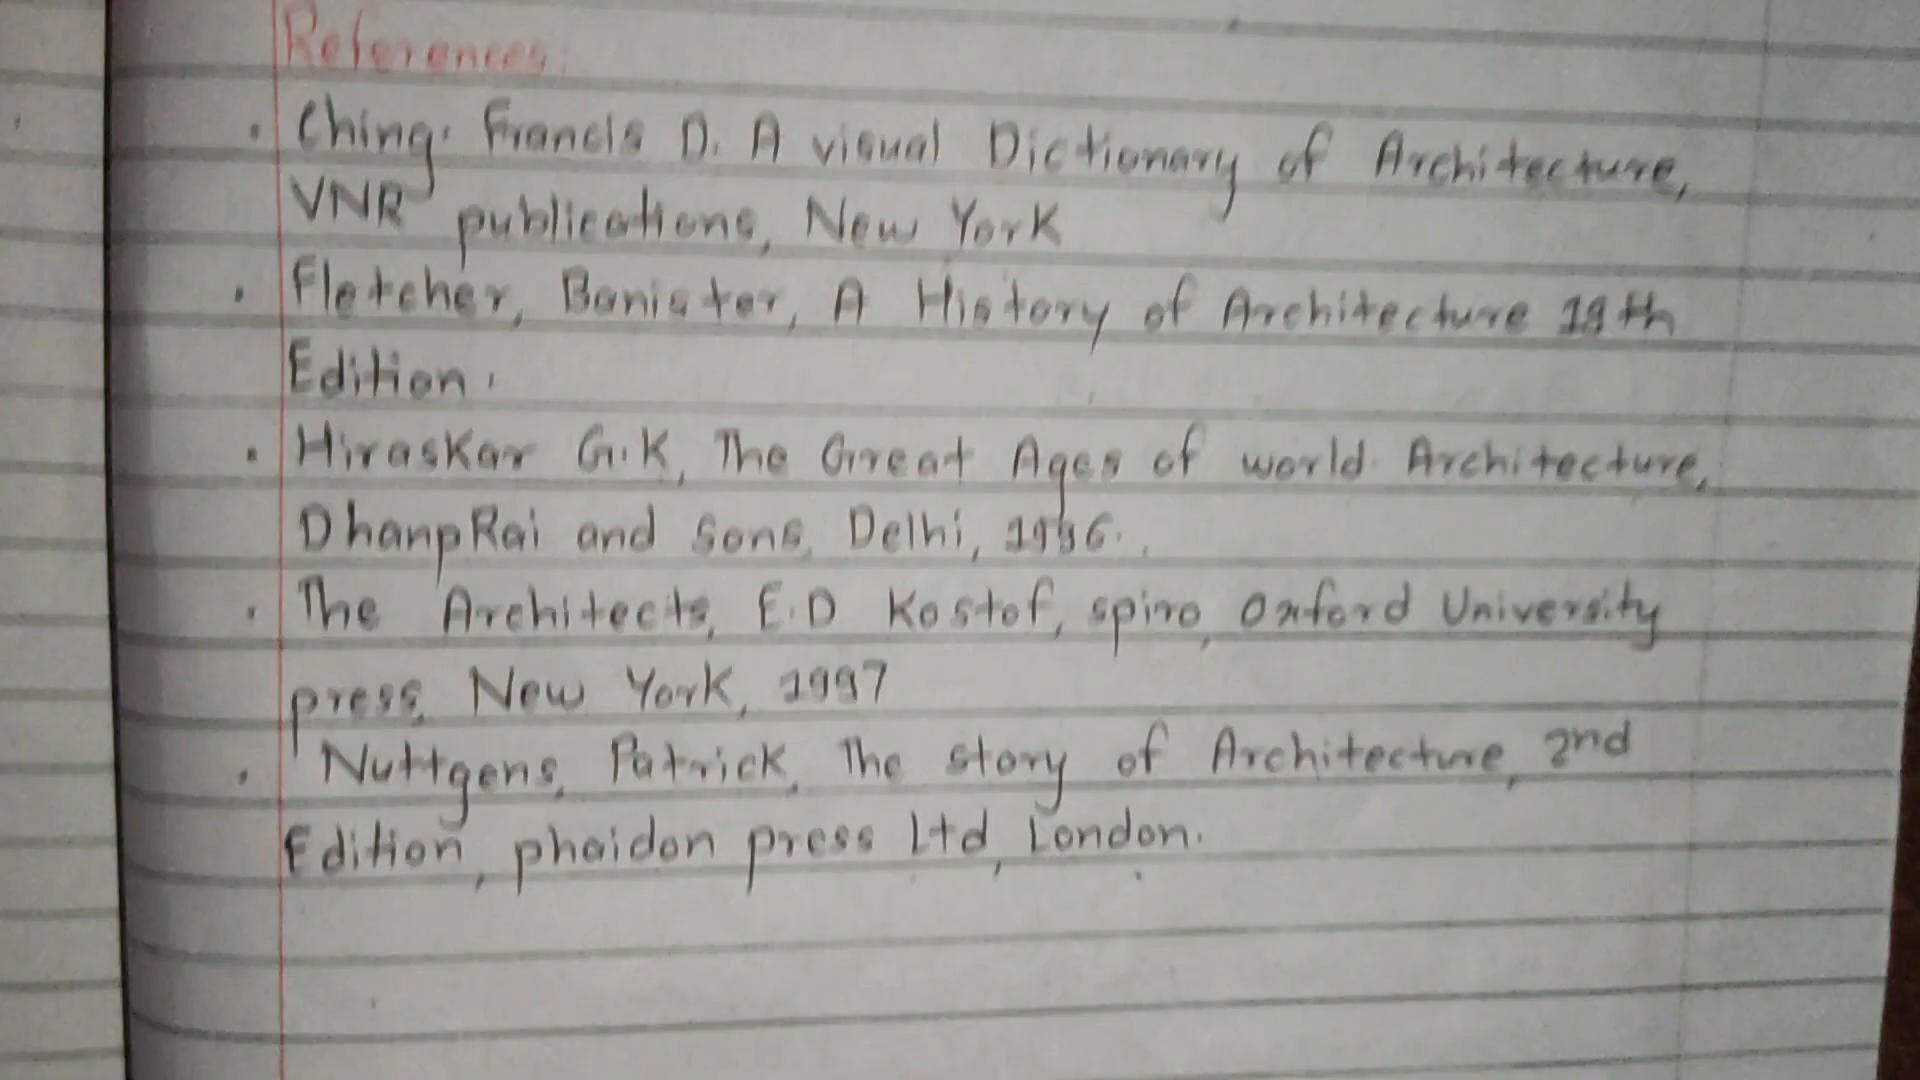 References:
• Ching. Francis D. A visual Dictionary of Architecture,
VNR publications, New York
• Fletcher, Banister, A History of Architecture 19th
Edition.
• Hiraskar G.K, The Great Ages of world Architecture,
DhanpRai and Sons, Delhi,
• The Architects, E.D Kostof, spiro, Oxford University
press, New York, 1997
• Nuttgens, Patrick, The story of Architecture, 2nd
Edition, phaidon press Ltd, London.